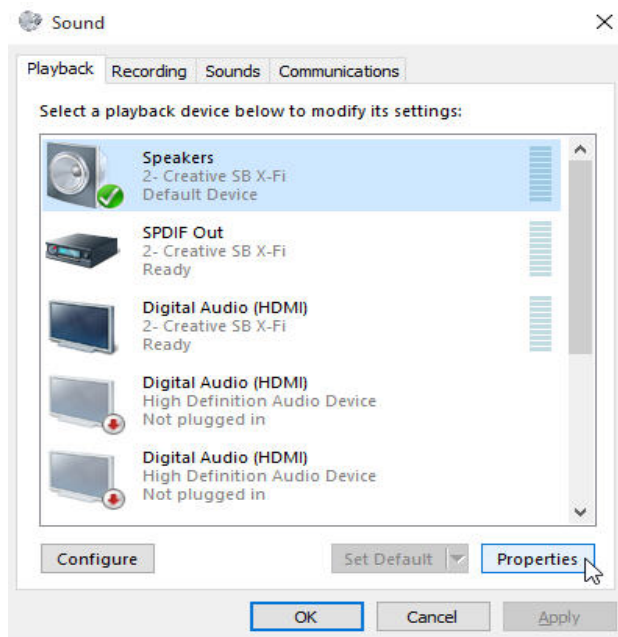 Sound
Playback Recording Sounds Communications
Select a playback device below to modify its settings:
Speakers
2- Creative SB X-Fi
Default Device
SPDIF Out
2- Creative SB X-Fi
Ready
Digital Audio (HDMI)
2- Creative SB X-Fi
Ready
Digital Audio (HDMI)
High Definition Audio Device
Not plugged in
Digital Audio (HDMI)
High Definition Audio Device
Not plugged in
Configure Set Default Properties
OK Cancel Apply